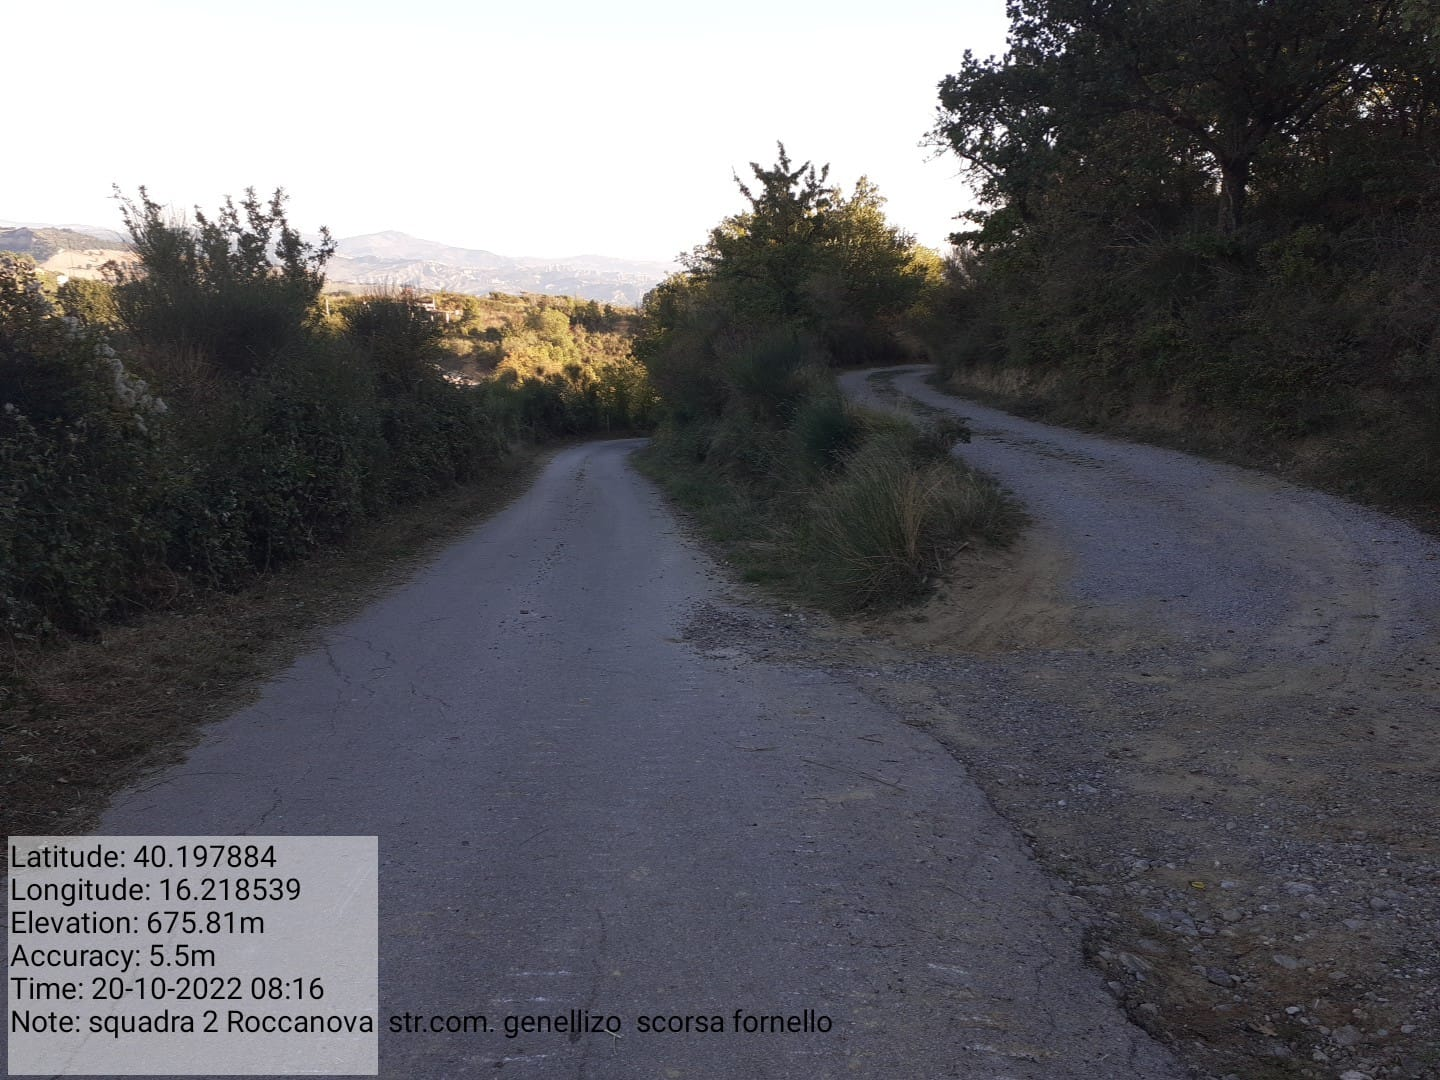 Latitude: 40.197884
Longitude: 16.218539
Elevation: 675.81m
Accuracy: 5.5m
Time: 20-10-2022 08:16
Note: squadra 2 Roccanova  str.com. genellizo  scorsa fornello